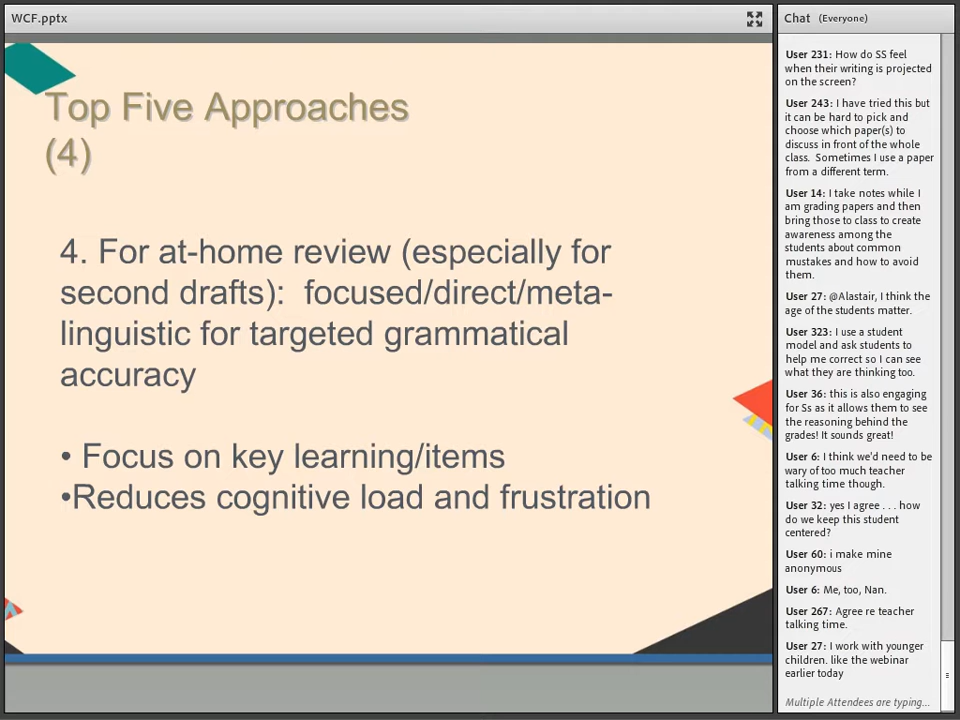 WCF.pptx
Top Five Approaches
(4)
4. For at-home review (especially for
second drafts):  focused/direct/meta-
linguistic for targeted grammatical
accuracy
• Focus on key learning/items
•Reduces cognitive load and frustration
Chat (Everyone)
User 231: How do SS feel
when their writing is projected
on the screen?
User 243: I have tried this but
it can be hard to pick and
choose which paper(s) to
discuss in front of the whole
class.  Sometimes I use a paper
from a different term.
User 14: I take notes while I
am grading papers and then
bring those to class to create
awareness among the
students about common
mustakes and how to avoid
them.
User 27: @Alastair, I think the
age of the students matter.
User 323: I use a student
model and ask students to
help me correct so I can see
what they are thinking too.
User 36: this is also engaging
for Ss as it allows them to see
the reasoning behind the
grades! It sounds great!
User 6: I think we'd need to be
wary of too much teacher
talking time though.
User 32: yes I agree . . . how
do we keep this student
centered?
User 60: i make mine
anonymous
User 6: Me, too, Nan.
User 267: Agree re teacher
talking time.
User 27: I work with younger
children. like the webinar
earlier today
Multiple Attendees are typing...